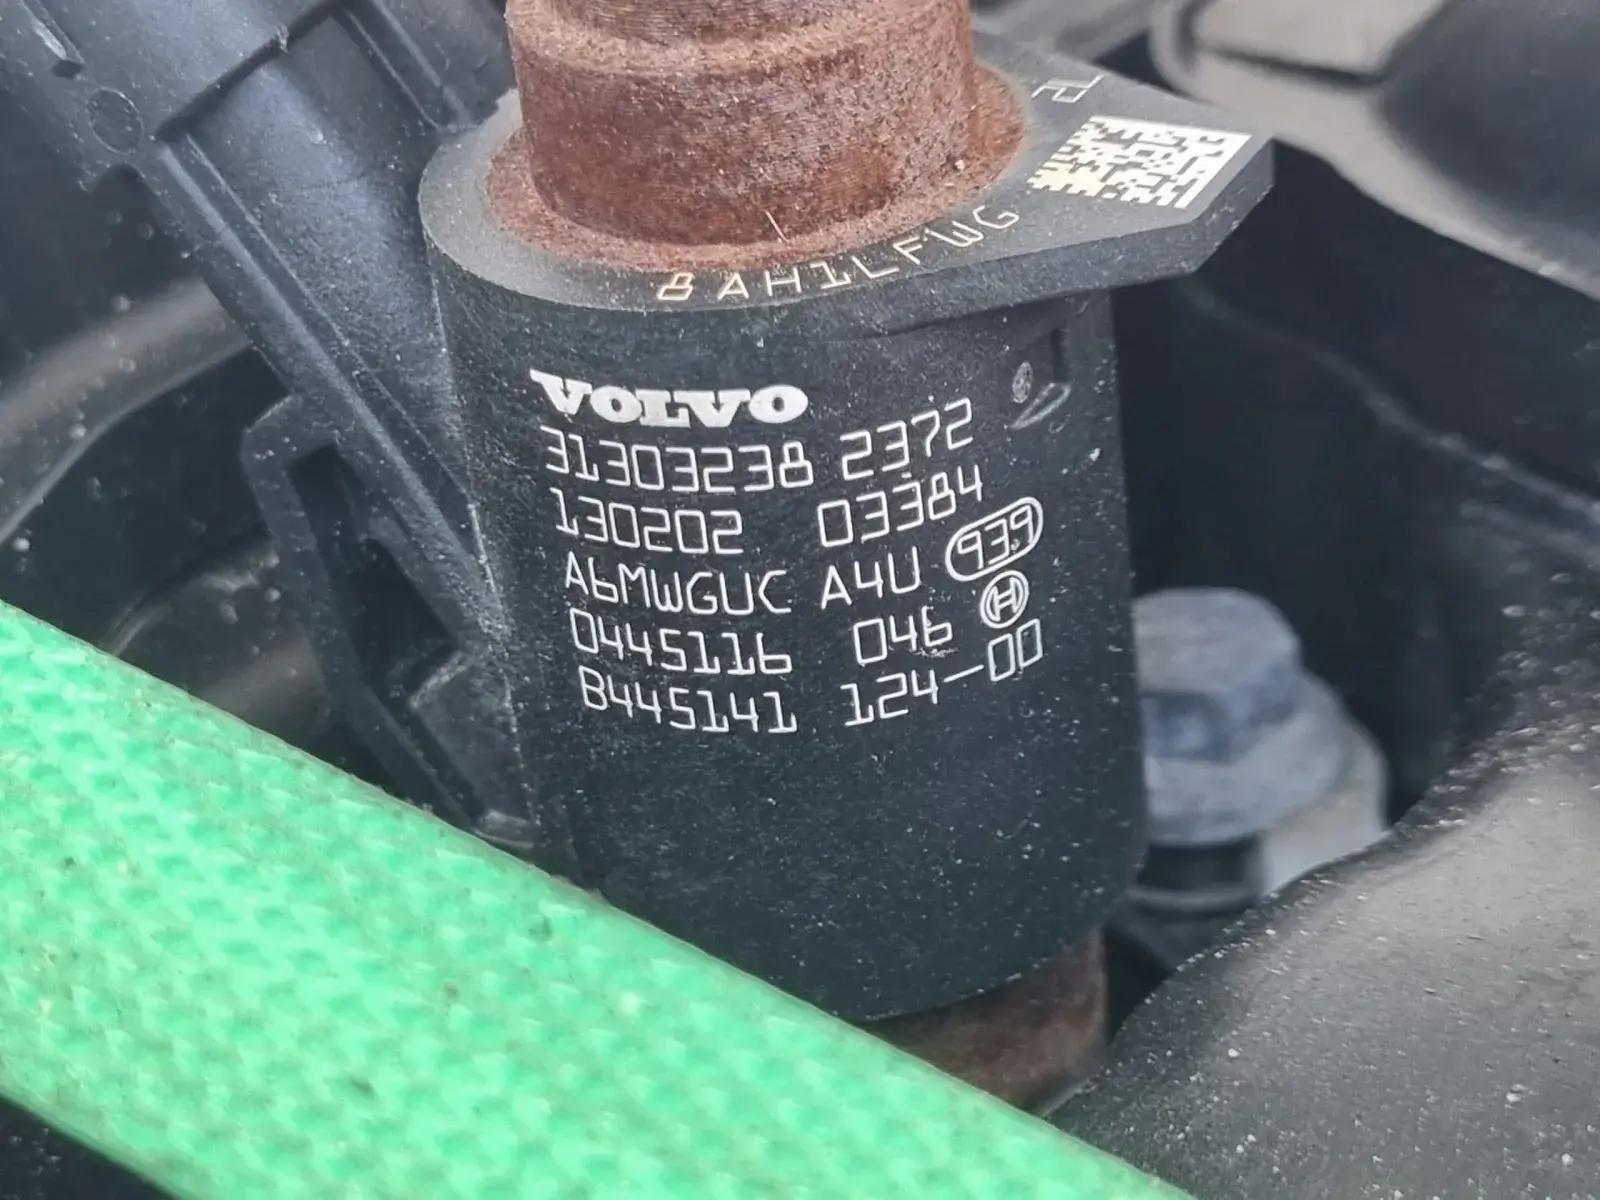 8AH1LFWG
VOLVO
31303238 2372
130202 03384
A6MWGUC A4U 939
0445116 046
B445141 124-00